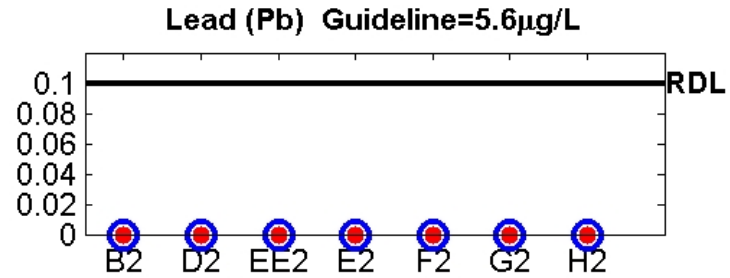 Lead (Pb) Guideline=5.6μg/L
0.1
RDL
0.08
0.06
0.04
0.02
0
B2 D2 EE2 E2 F2 G2 H2